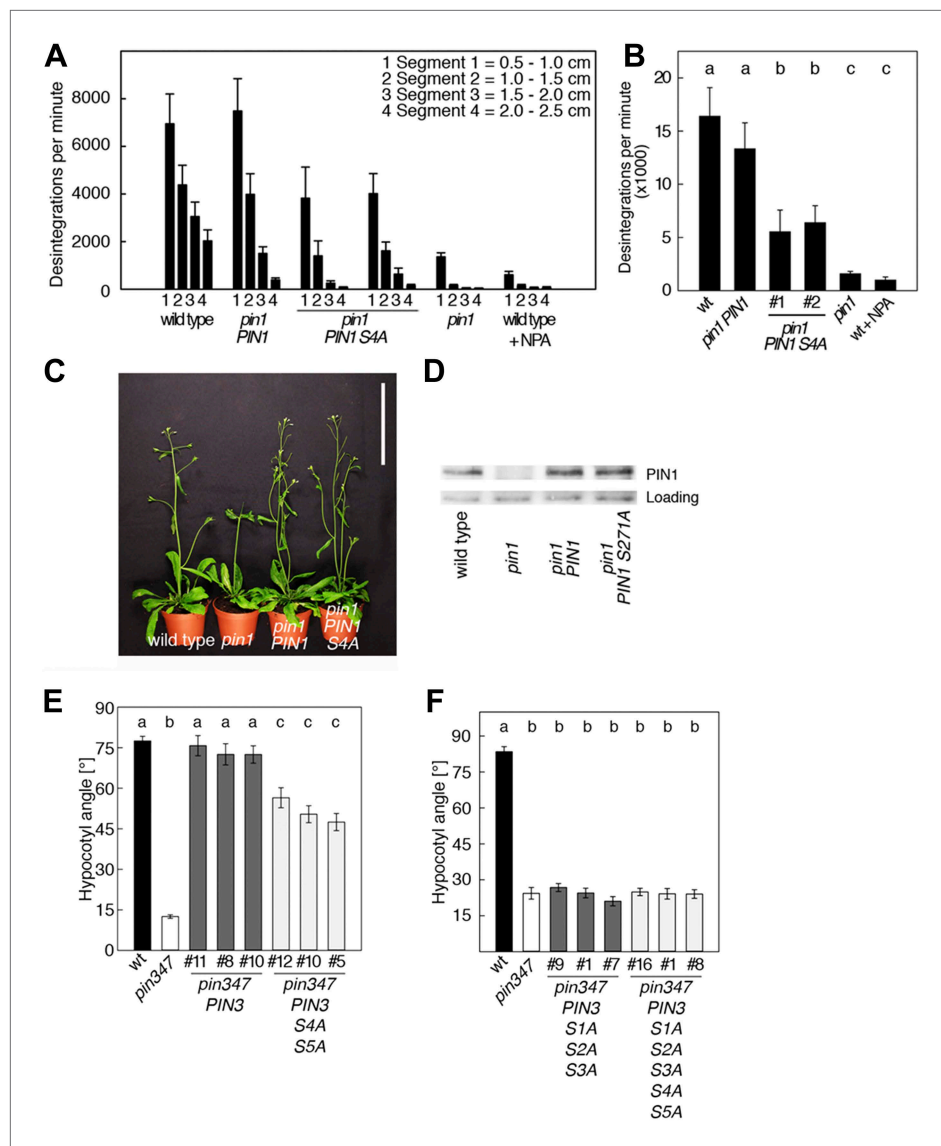 A
Desintegrations per minute
8000
6000
4000
2000
0
1 Segment 1 = 0.5 - 1.0 cm
2 Segment 2 = 1.0 - 1.5 cm
3 Segment 3 = 1.5 - 2.0 cm
4 Segment 4 = 2.0 - 2.5 cm
1 2 3 4 1 2 3 4 1 2 3 4 1 2 3 4 1 2 3 4 1 2 3 4
wild type pin1 pin1 pin1 wild type
PIN1 PIN1 S4A + NPA
B
Desintegrations per minute
(x1000)
20
15
10
5
0
a a b b c c
wt pin1 PIN1 #1 #2 pin1 wt + NPA
pin1
PIN1 S4A
C
wild type pin1 pin1 pin1
PIN1 PIN1
S4A
D
PIN1
Loading
wild type
pin1
pin1
PIN1
pin1
PIN1 S271A
E
Hypocotyl angle [°]
90
75
60
45
30
15
0
a b a a a c c c
wt pin347 #11 #8 #10 #12 #10 #5
pin347 pin347
PIN3 PIN3
S4A
S5A
F
Hypocotyl angle [°]
90
75
60
45
30
15
a b b b b b b b
wt pin347 #9 #1 #7 #16 #1 #8
pin347 pin347
PIN3 PIN3
S1A S1A
S2A S2A
S3A S3A
S4A
S5A